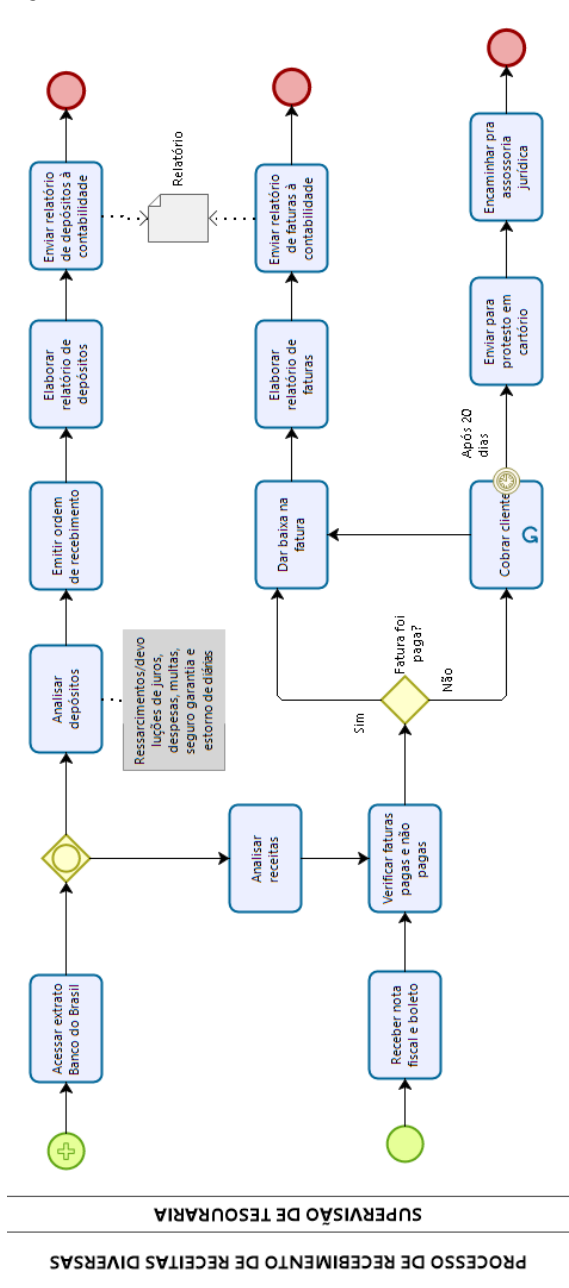 PROCESSO DE RECEBIMENTO DE RECEITAS DIVERSAS
SUPERVISÃO DE TESOURARIA
Acessar extrato
Banco do Brasil
Analisar
depósitos
Ressarcimentos/devo
luções de juros,
despesas, multas,
seguro garantia e
estorno de diárias
Emitir ordem
de recebimento
Elaborar
relatório de
depósitos
Enviar relatório
de depósitos à
contabilidade
Relatório
Analisar
receitas
Receber nota
fiscal e boleto
Verificar faturas
pagas e não
pagas
Fatura foi
paga?
Sim
Não
Dar baixa na
fatura
Elaborar
relatório de
faturas
Enviar relatório
de faturas à
contabilidade
Cobrar cliente
Após 20
dias
Enviar para
protesto em
cartório
Encaminhar pra
assossoria
jurídica